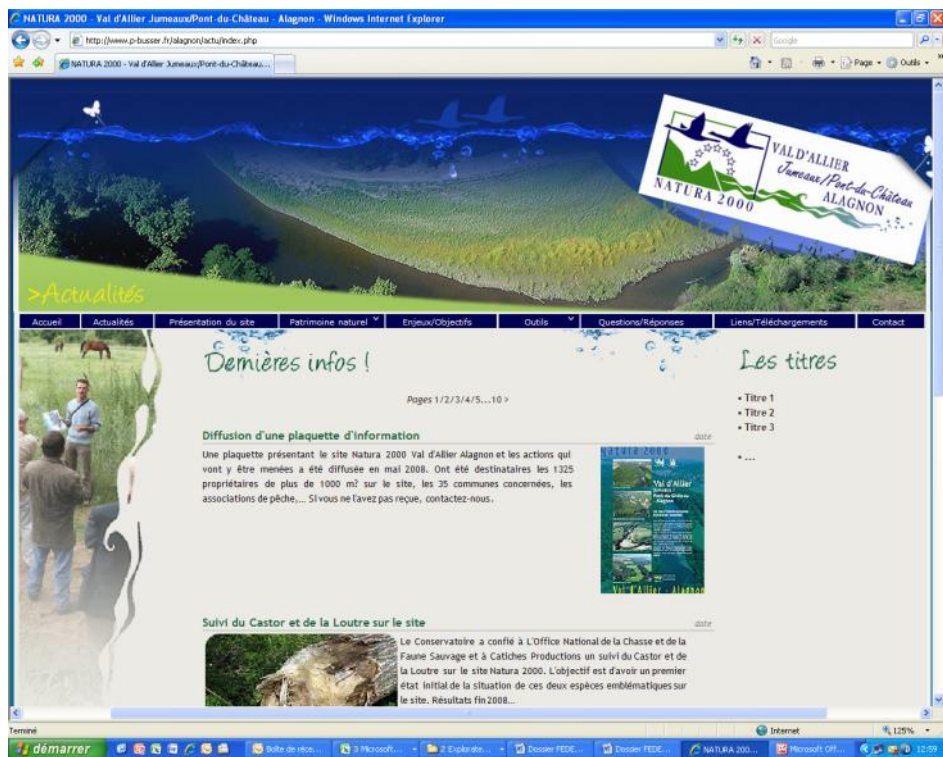 NATURA 2000 - Val d'Allier Jumeaux/Pont-du-Château - Alagnon - Windows Internet Explorer
http://www.p-busser.fr/alagnon/actu/index.php
Google
NATURA 2000 - Val d'Allier Jumeaux/Pont-du-Château...
Page
Outils
VAL D'ALLIER
Jumeaux/Pont-du-Château
ALAGNON
NATURA 2000
>Actualités
Accueil Actualités Présentation du site Patrimoine naturel Enjeux/Objectifs Outils Questions/Réponses Liens/Téléchargements Contact
Dernières infos !
Les titres
Pages 1/2/3/4/5...10 >
• Titre 1
• Titre 2
• Titre 3
• ...
Diffusion d'une plaquette d'information date
Une plaquette présentant le site Natura 2000 Val d'Allier Alagnon et les actions qui
vont y être menées a été diffusée en mai 2008. Ont été destinataires les 1325
propriétaires de plus de 1000 m² sur le site, les 35 communes concernées, les
associations de pêche,... Si vous ne l'avez pas reçue, contactez-nous.
Natura 2000
Val d'Allier
Pont du Château
Alagnon
Val d'Allier - Alagnon
Suivi du Castor et de la Loutre sur le site date
Le Conservatoire a confié à L'Office National de la Chasse et de la
Faune Sauvage et à Catiches Productions un suivi du Castor et de
la Loutre sur le site Natura 2000. L'objectif est d'avoir un premier
état initial de la situation de ces deux espèces emblématiques sur
le site. Résultats fin 2008...
Terminé
Internet
125%
démarrer
Boîte de réce...
3 Microsoft...
2 Explorate...
Dossier FEDE...
Dossier FEDE...
NATURA 200...
Microsoft Off...
12:59